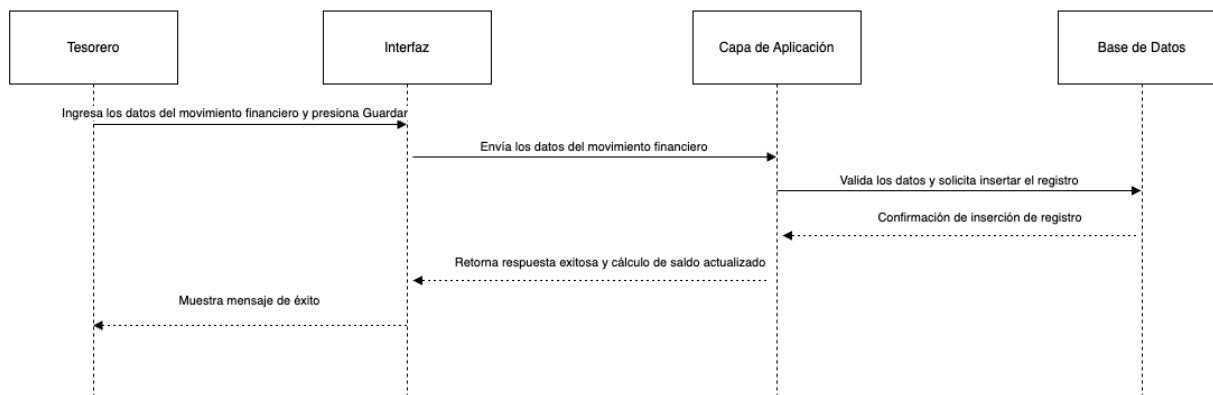 Tesorero
Interfaz
Capa de Aplicación
Base de Datos
Ingresa los datos del movimiento financiero y presiona Guardar
Envía los datos del movimiento financiero
Valida los datos y solicita insertar el registro
Confirmación de inserción de registro
Retorna respuesta exitosa y cálculo de saldo actualizado
Muestra mensaje de éxito